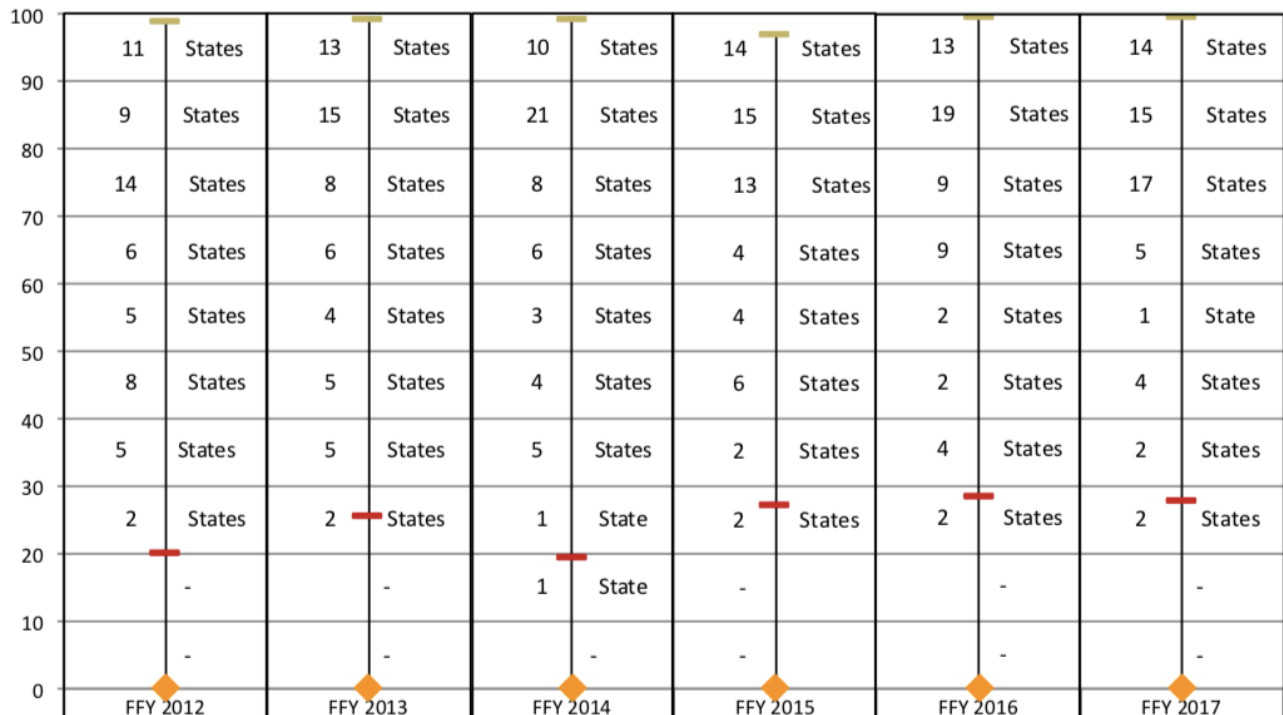 100
11 States 13 States 10 States 14 States 13 States 14 States
90
9 States 15 States 21 States 15 States 19 States 15 States
80
14 States 8 States 8 States 13 States 9 States 17 States
70
6 States 6 States 6 States 4 States 9 States 5 States
60
5 States 4 States 3 States 4 States 2 States 1 State
50
8 States 5 States 4 States 6 States 2 States 4 States
40
5 States 5 States 5 States 2 States 4 States 2 States
30
2 States 2 States 1 State 2 States 2 States 2 States
20
- - 1 State - - -
10
- - - - - -
0
FFY 2012 FFY 2013 FFY 2014 FFY 2015 FFY 2016 FFY 2017